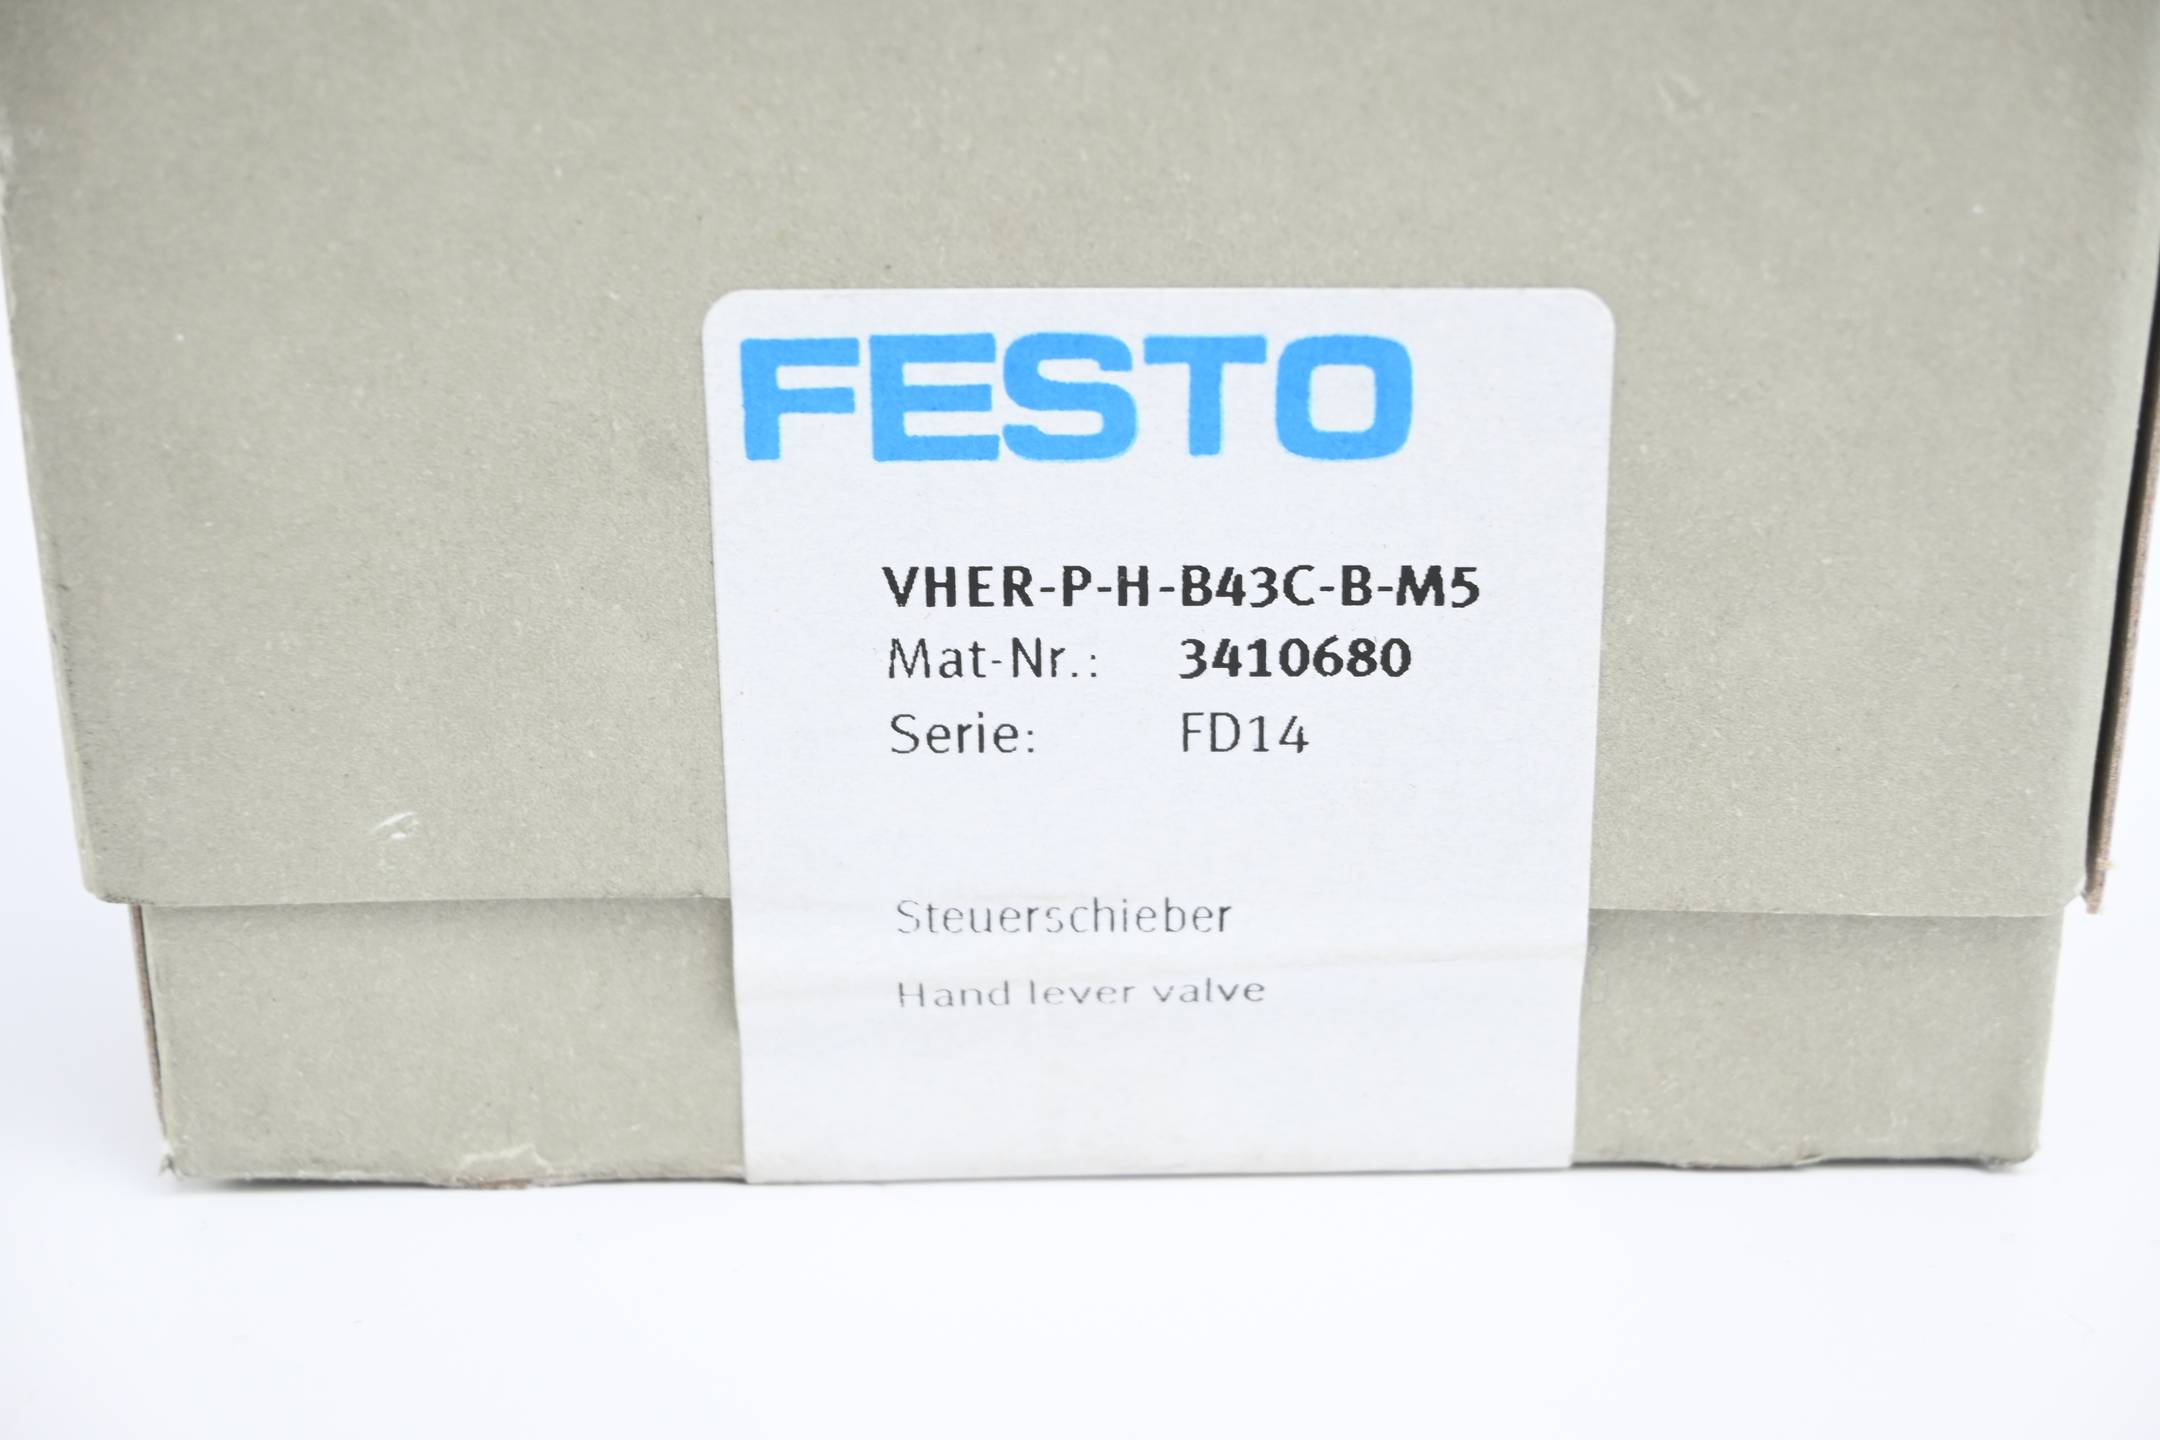 FESTO
VHER-P-H-B43C-B-M5
Mat-Nr.: 3410680
Serie: FD14
Steuerschieber
Hand lever valve